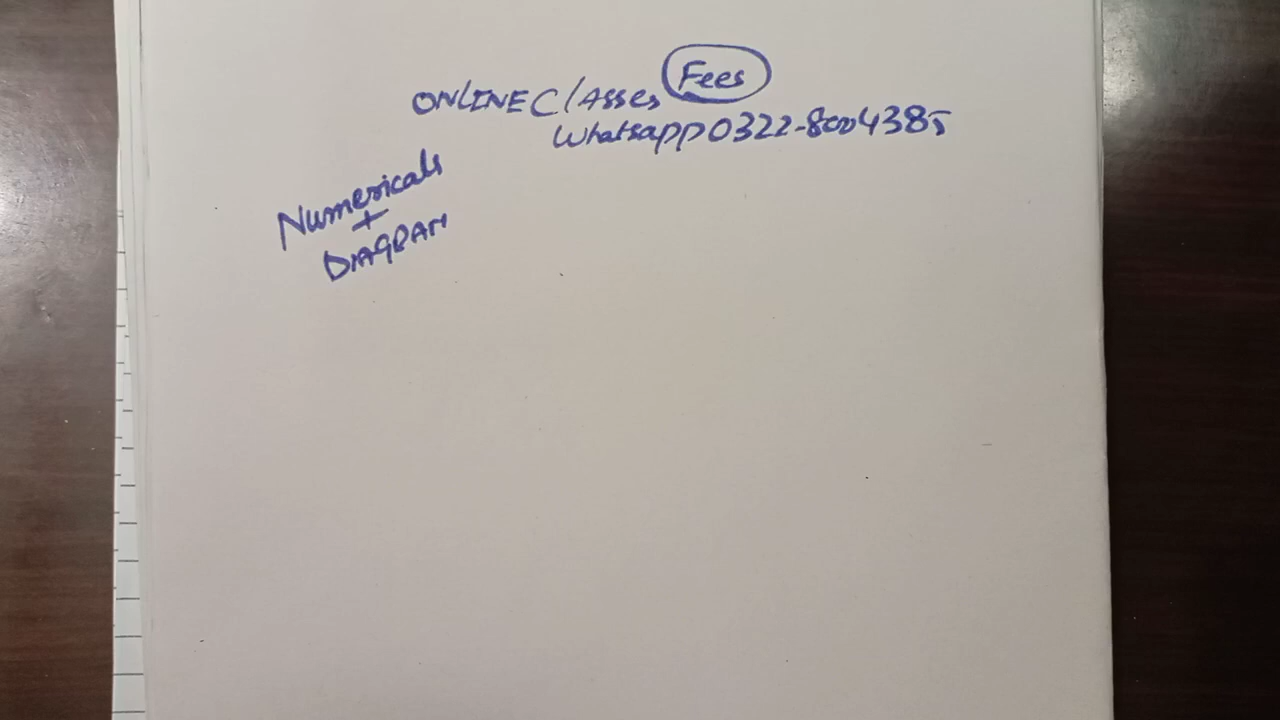 ONLINE Classes Fees
Whatsapp 0322-8004385
Numericals
+
DIAGRAM